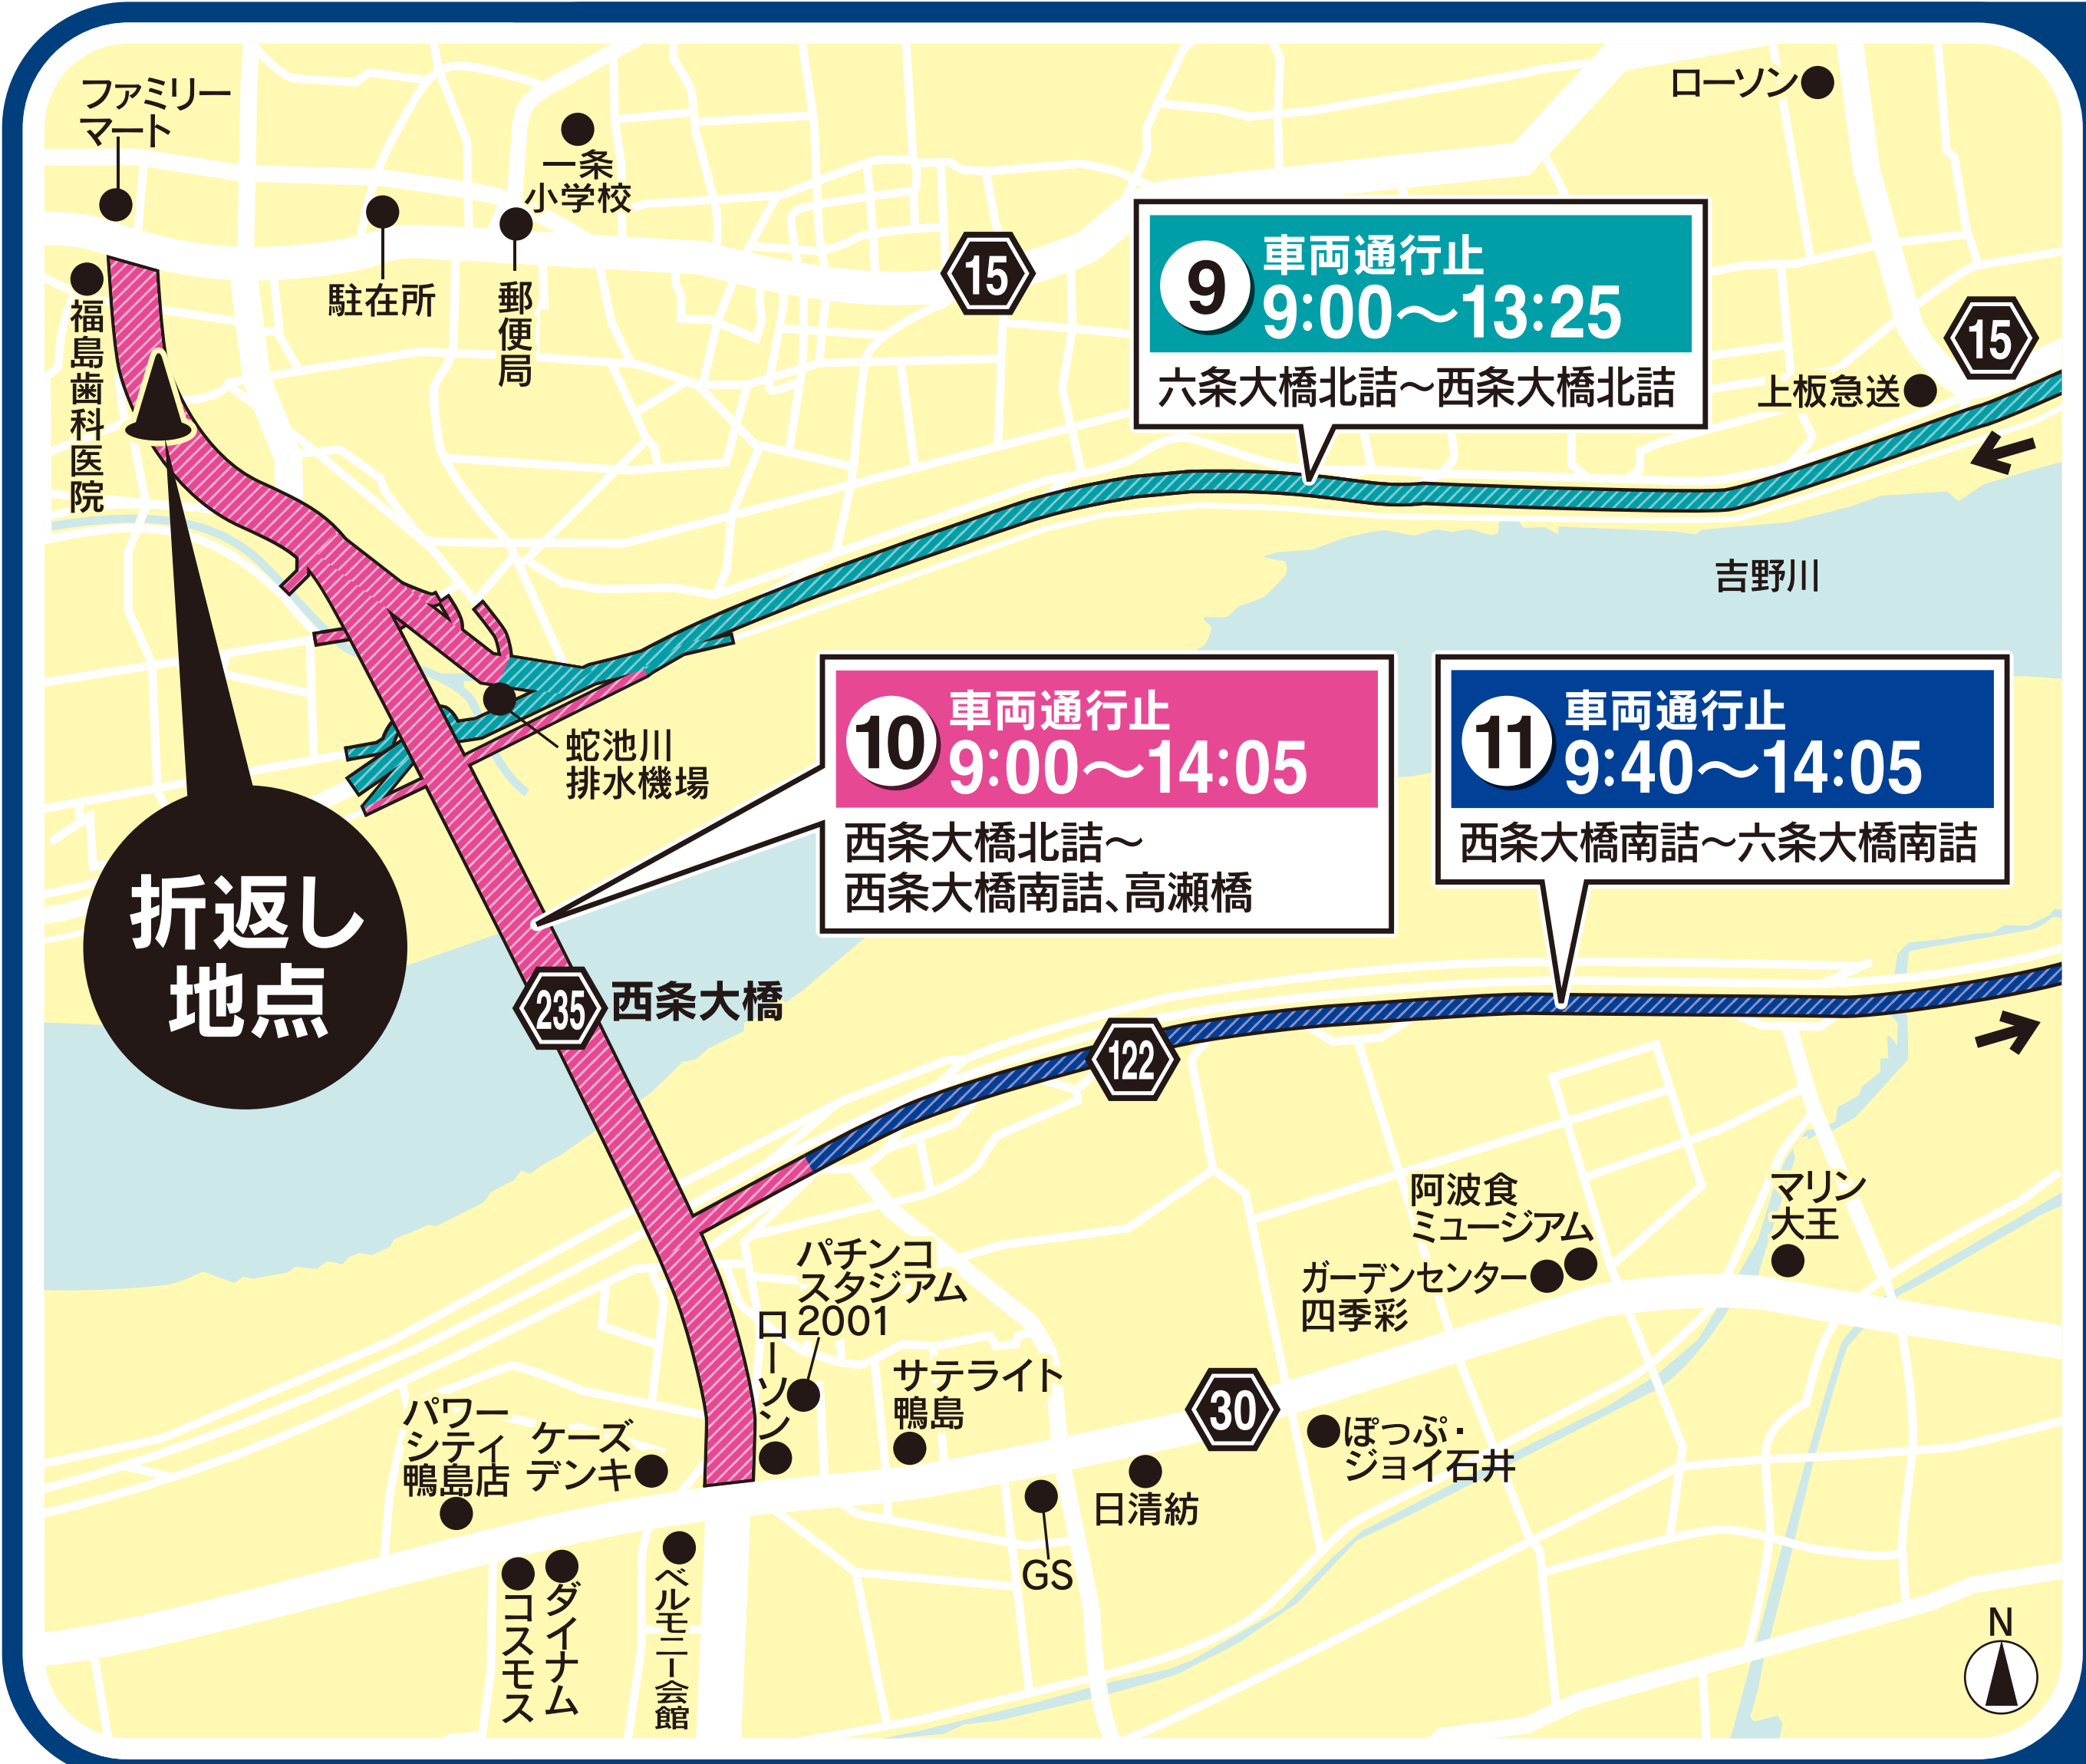 ファミリー
マート
一条
小学校
ローソン
駐在所
郵便局
福島歯科医院
15
9
車両通行止
9:00〜13:25
六条大橋北詰〜西条大橋北詰
15
上板急送
吉野川
10
車両通行止
9:00〜14:05
西条大橋北詰〜
西条大橋南詰、高瀬橋
11
車両通行止
9:40〜14:05
西条大橋南詰〜六条大橋南詰
蛇池川
排水機場
折返し
地点
235
西条大橋
122
阿波食
ミュージアム
ガーデンセンター
四季彩
マリン
大王
パチンコ
スタジアム
2001
ローソン
サテライト
鴨島
30
ぽっぷ・
ジョイ石井
パワー
シティ
鴨島店
ケーズ
デンキ
日清紡
GS
コスモス
ダイナム
ベルモニー会館
N